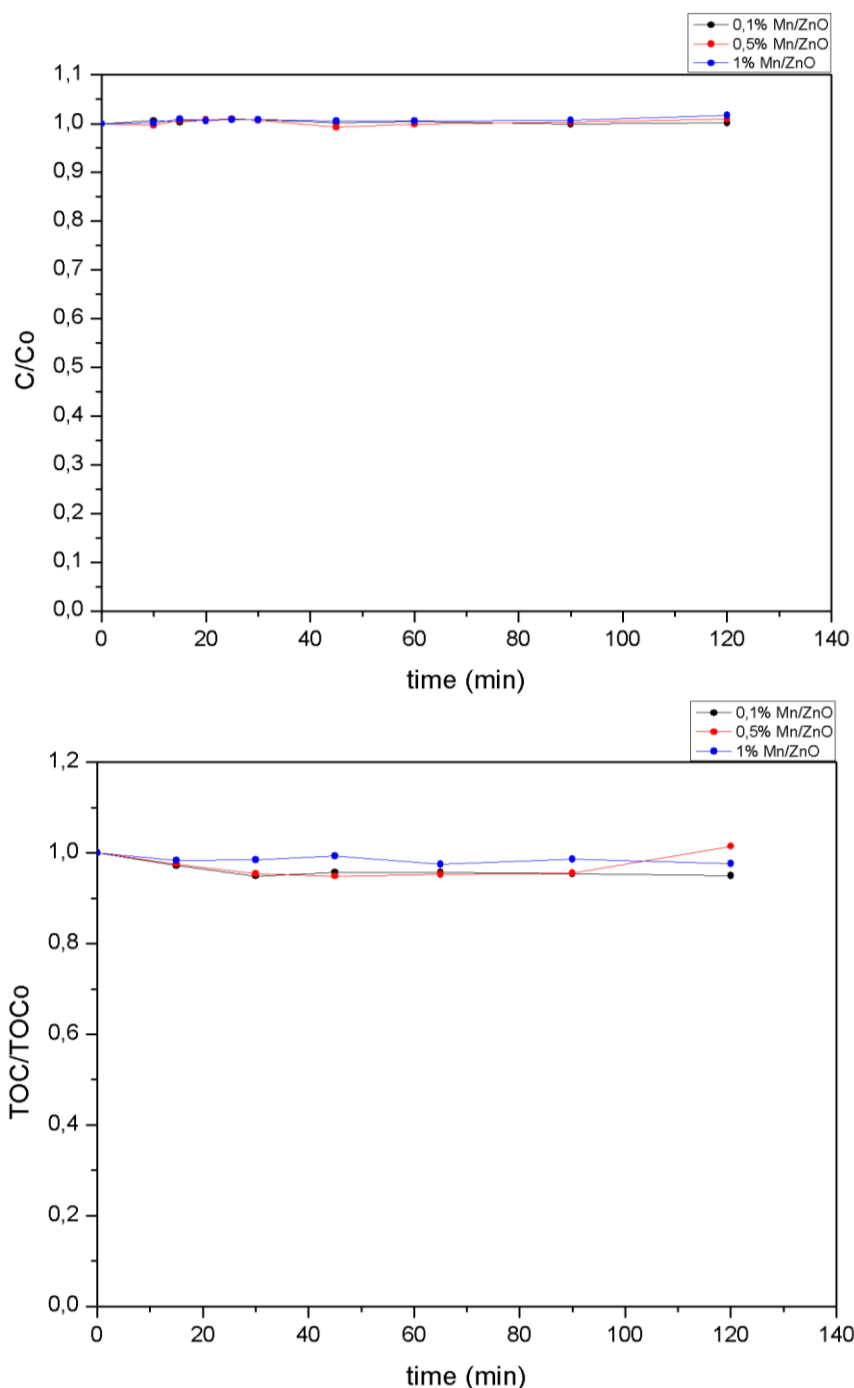 0,1% Mn/ZnO
0,5% Mn/ZnO
1% Mn/ZnO
1,1
1,0
0,9
0,8
0,7
0,6
0,5
0,4
0,3
0,2
0,1
0,0
C/Co
0 20 40 60 80 100 120 140
time (min)
0,1% Mn/ZnO
0,5% Mn/ZnO
1% Mn/ZnO
1,2
1,0
0,8
0,6
0,4
0,2
0,0
TOC/TOCo
0 20 40 60 80 100 120 140
time (min)